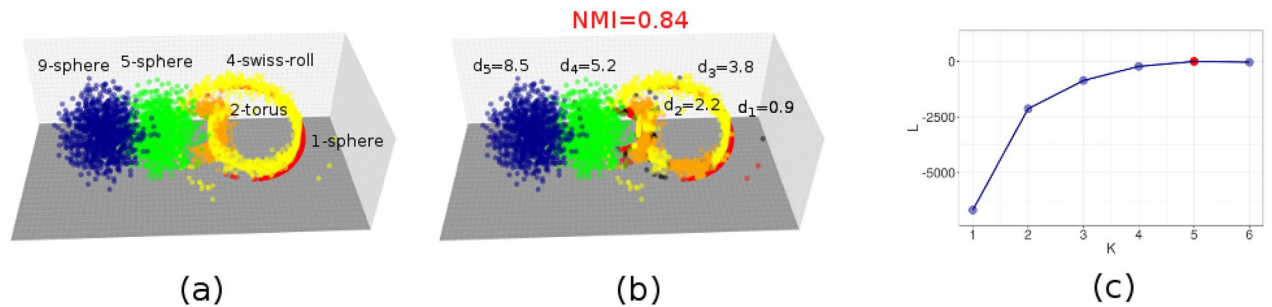 9-sphere
5-sphere
4-swiss-roll
2-torus
1-sphere
(a)
NMI=0.84
d5=8.5
d4=5.2
d3=3.8
d2=2.2
d1=0.9
(b)
L
0
-2500
-5000
1 2 3 4 5 6
K
(c)